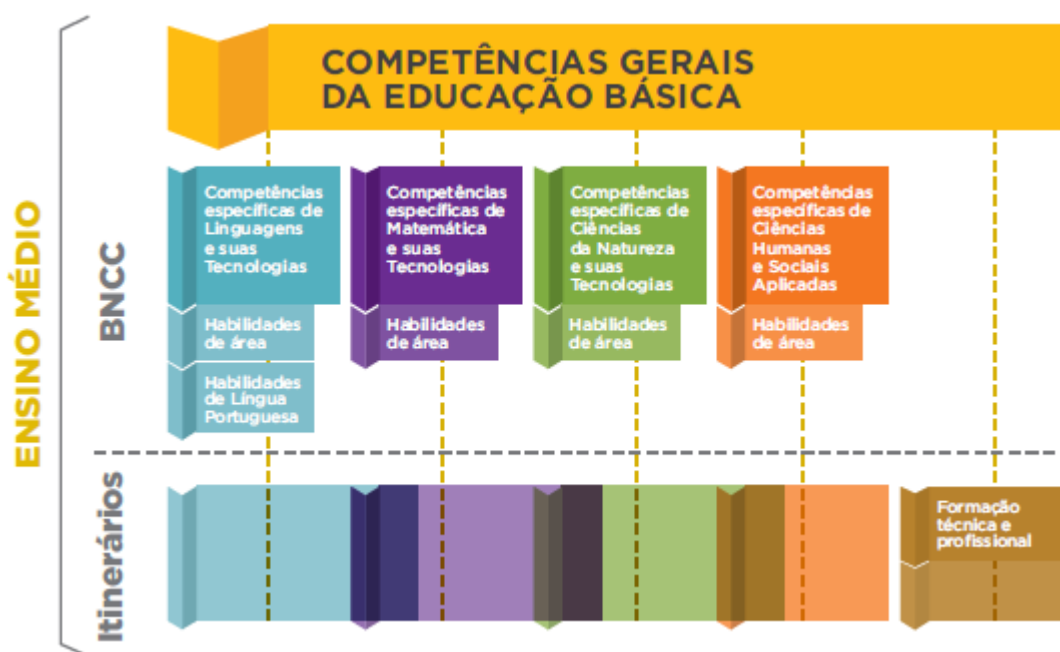 COMPETÊNCIAS GERAIS
DA EDUCAÇÃO BÁSICA
ENSINO MÉDIO
BNCC
Competências
específicas de
Linguagens
e suas
Tecnologias
Habilidades
de área
Habilidades
de Língua
Portuguesa
Competências
específicas de
Matemática
e suas
Tecnologias
Habilidades
de área
Competências
específicas de
Ciências
da Natureza
e suas
Tecnologias
Habilidades
de área
Competências
específicas de
Ciências
Humanas
e Sociais
Aplicadas
Habilidades
de área
Itinerários
Formação
técnica e
profissional